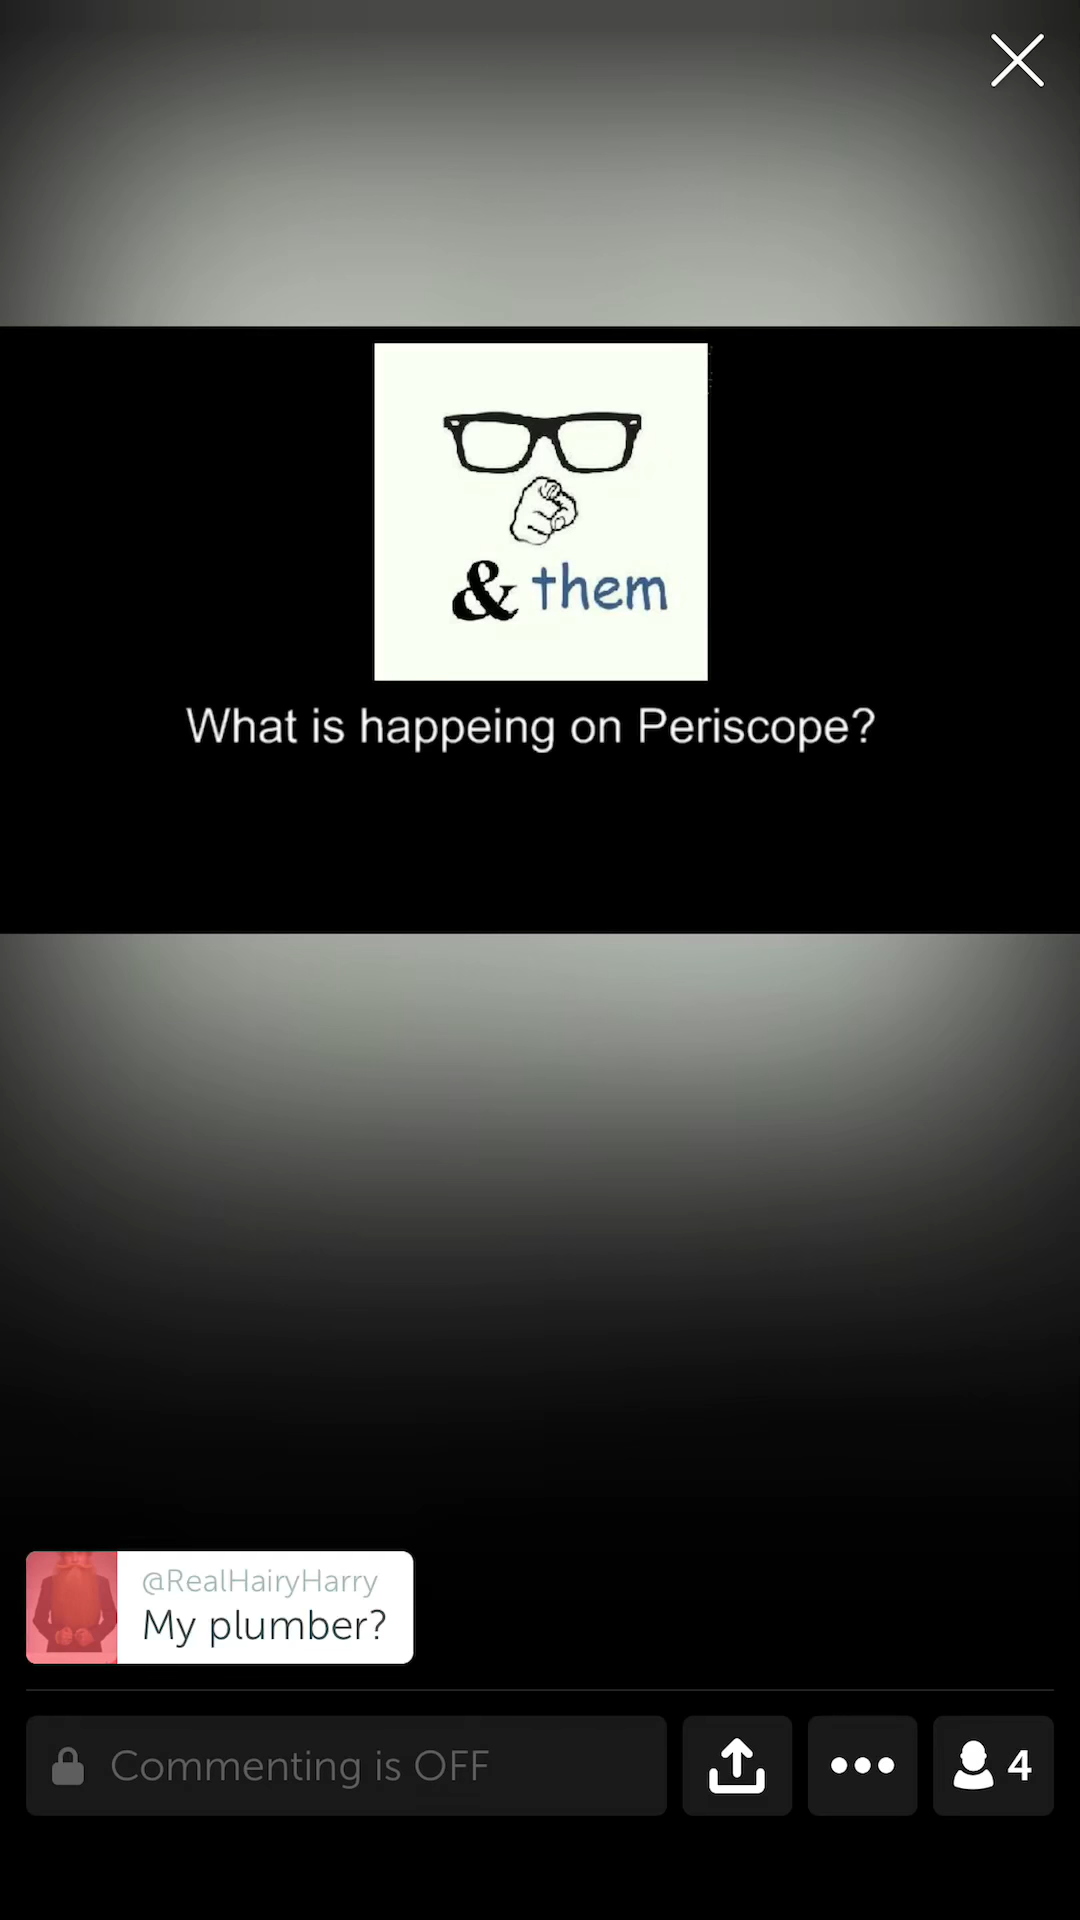 & them
What is happeing on Periscope?
@RealHairyHarry
My plumber?
Commenting is OFF
4